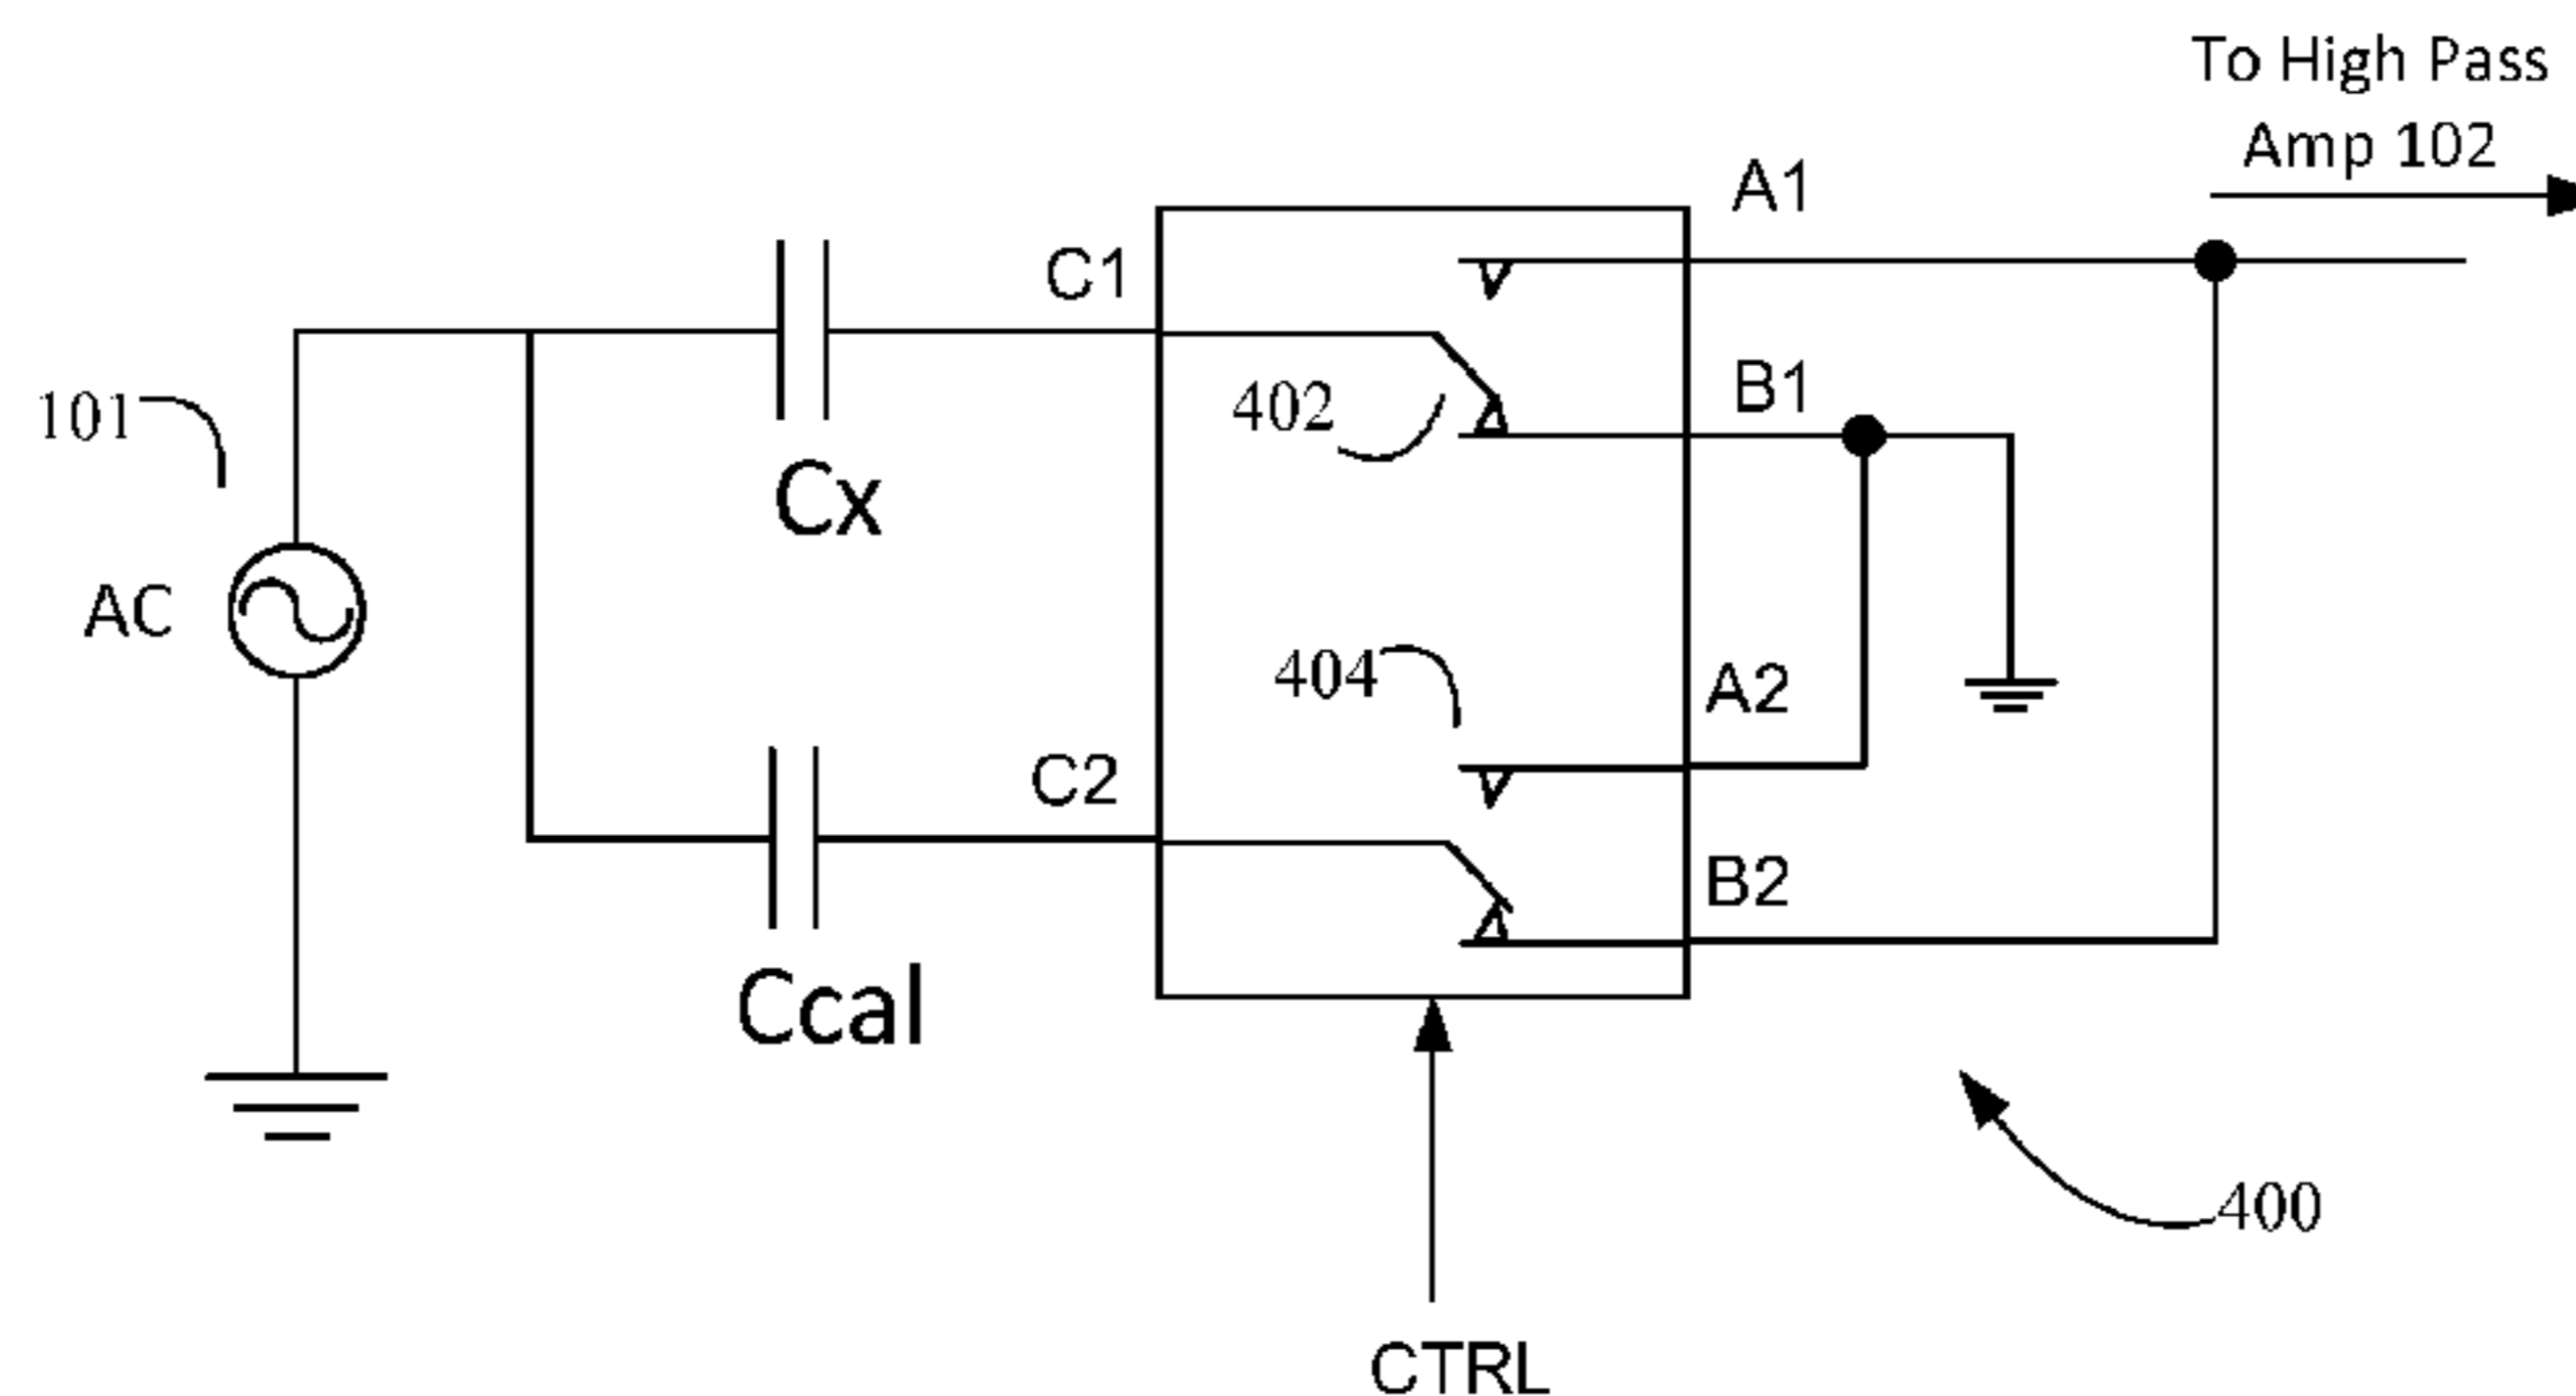 To High Pass
Amp 102
A1
C1
101
402
B1
Cx
AC
404
A2
C2
B2
Ccal
400
CTRL